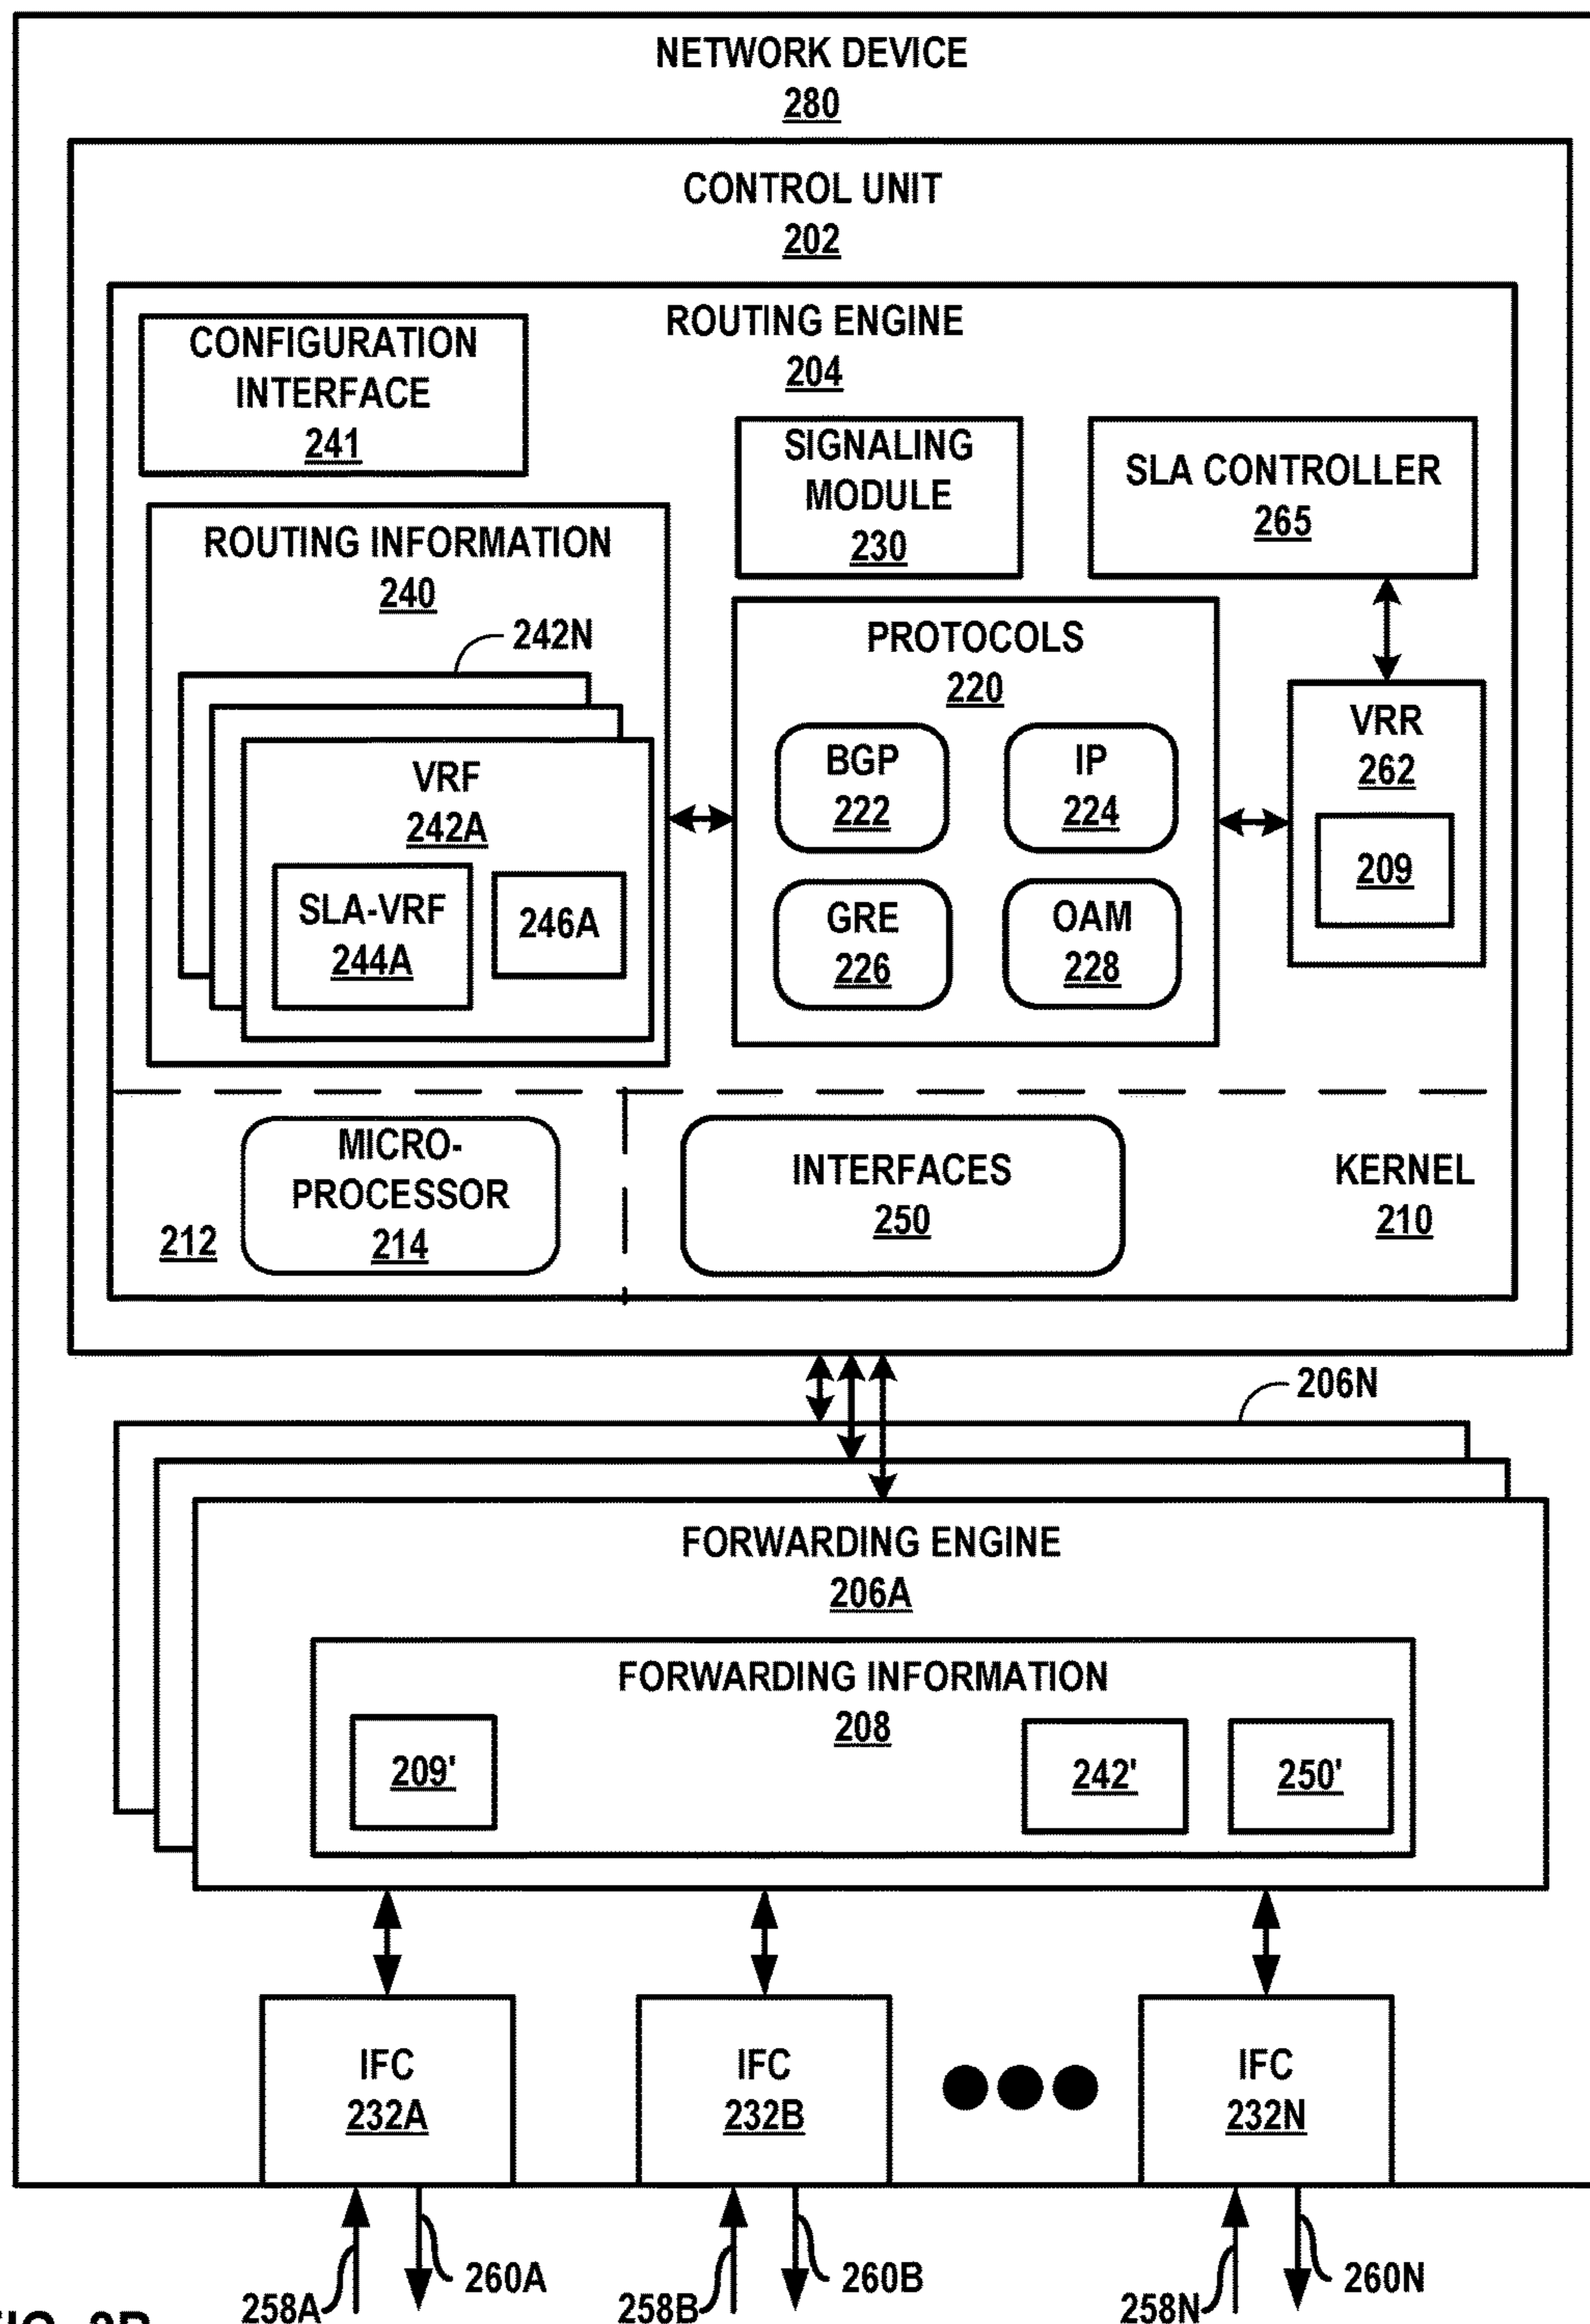 NETWORK DEVICE
280
CONTROL UNIT
202
ROUTING ENGINE
204
CONFIGURATION
INTERFACE
241
SIGNALING
MODULE
230
SLA CONTROLLER
265
ROUTING INFORMATION
240
242N
VRF
242A
SLA-VRF
244A
246A
PROTOCOLS
220
BGP
222
IP
224
GRE
226
OAM
228
VRR
262
209
212
MICRO-
PROCESSOR
214
INTERFACES
250
KERNEL
210
206N
FORWARDING ENGINE
206A
FORWARDING INFORMATION
208
209'
242'
250'
IFC
232A
IFC
232B
IFC
232N
258A
260A
258B
260B
258N
260N